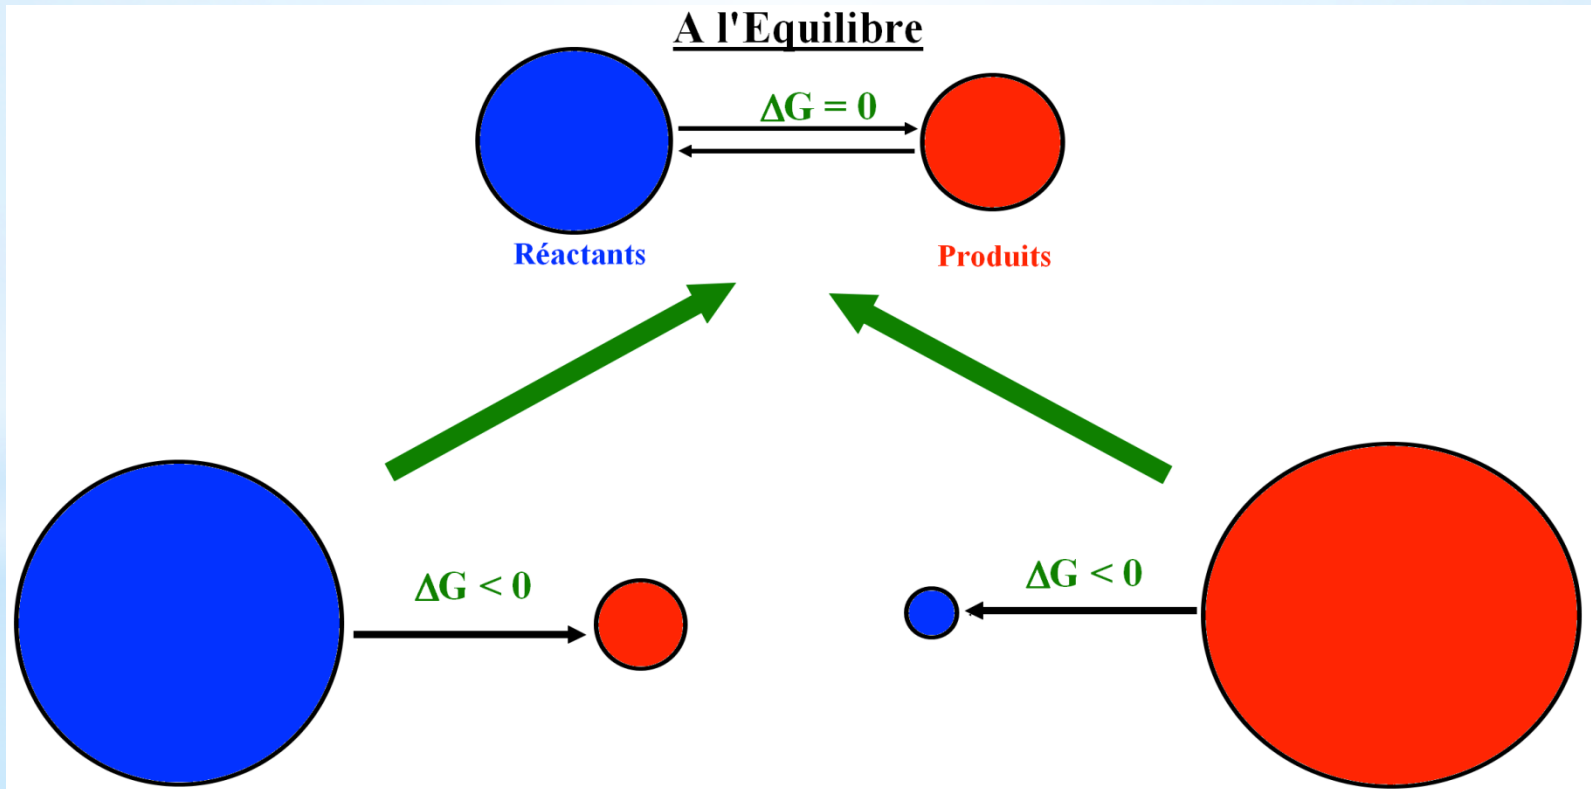 A l'Equilibre
ΔG = 0
Réactants
Produits
ΔG < 0
ΔG < 0